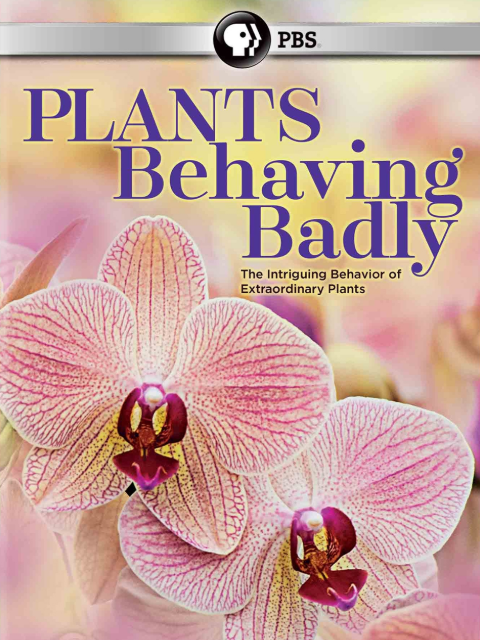 PBS
PLANTS
Behaving
Badly
The Intriguing Behavior of
Extraordinary Plants